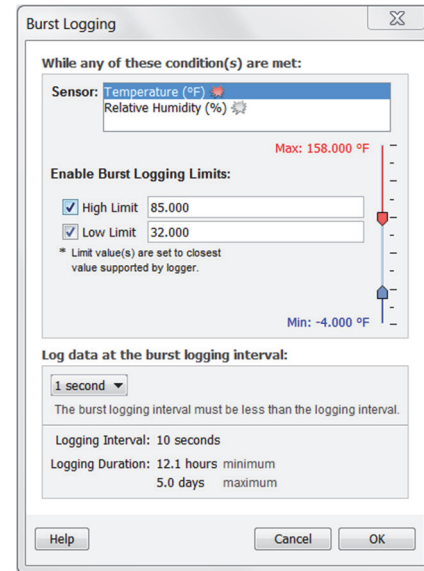 Burst Logging
While any of these condition(s) are met:
Sensor: Temperature (°F)
Relative Humidity (%)
Max: 158.000 °F
Enable Burst Logging Limits:
High Limit 85.000
Low Limit 32.000
* Limit value(s) are set to closest
value supported by logger.
Min: -4.000 °F
Log data at the burst logging interval:
1 second
The burst logging interval must be less than the logging interval.
Logging Interval: 10 seconds
Logging Duration: 12.1 hours minimum
5.0 days maximum
Help Cancel OK